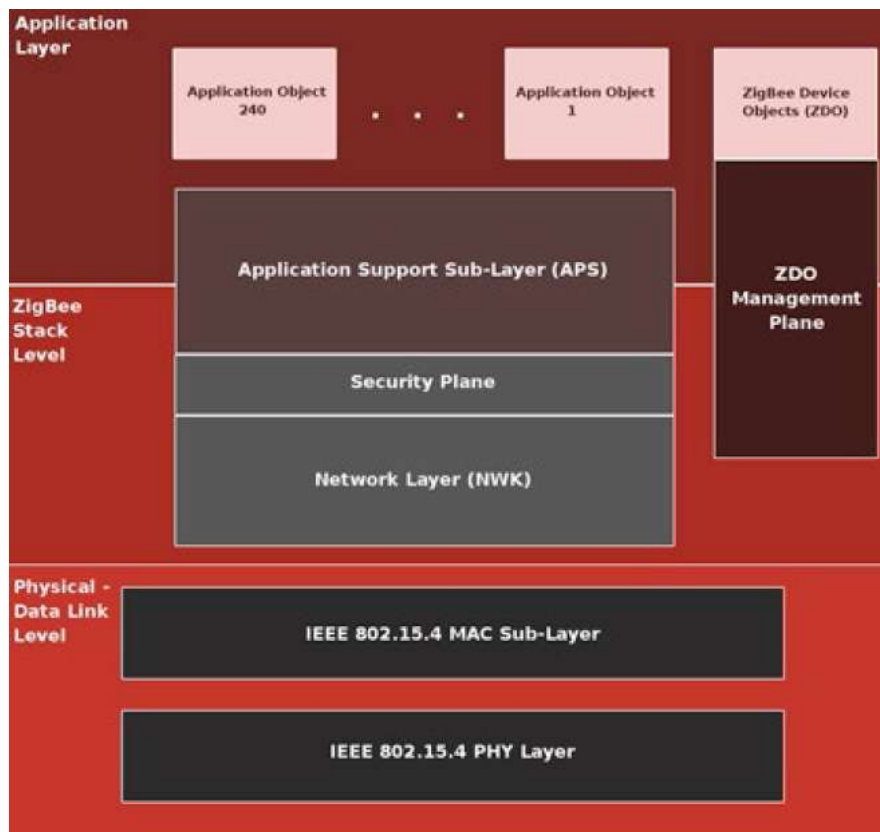 Application
Layer
Application Object
240
. . .
Application Object
1
ZigBee Device
Objects (ZDO)
Application Support Sub-Layer (APS)
ZDO
Management
Plane
ZigBee
Stack
Level
Security Plane
Network Layer (NWK)
Physical -
Data Link
Level
IEEE 802.15.4 MAC Sub-Layer
IEEE 802.15.4 PHY Layer